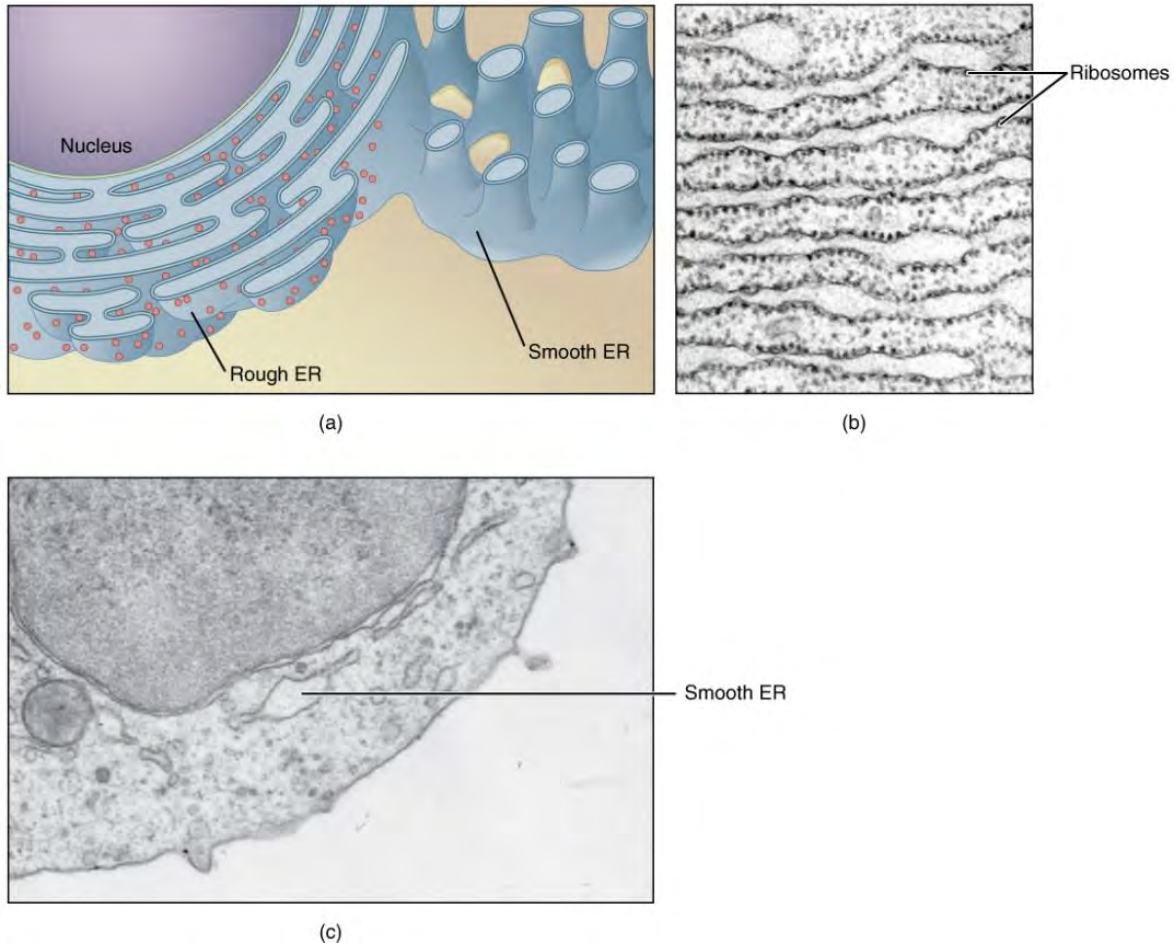 Nucleus
Rough ER
Smooth ER
(a)
Ribosomes
(b)
Smooth ER
(c)